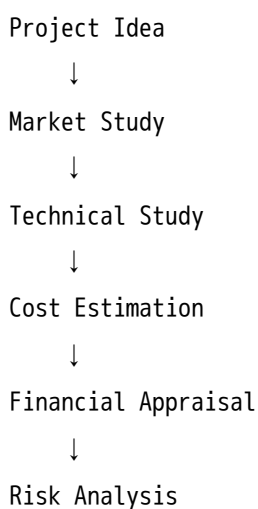 Project Idea
↓
Market Study
↓
Technical Study
↓
Cost Estimation
↓
Financial Appraisal
↓
Risk Analysis